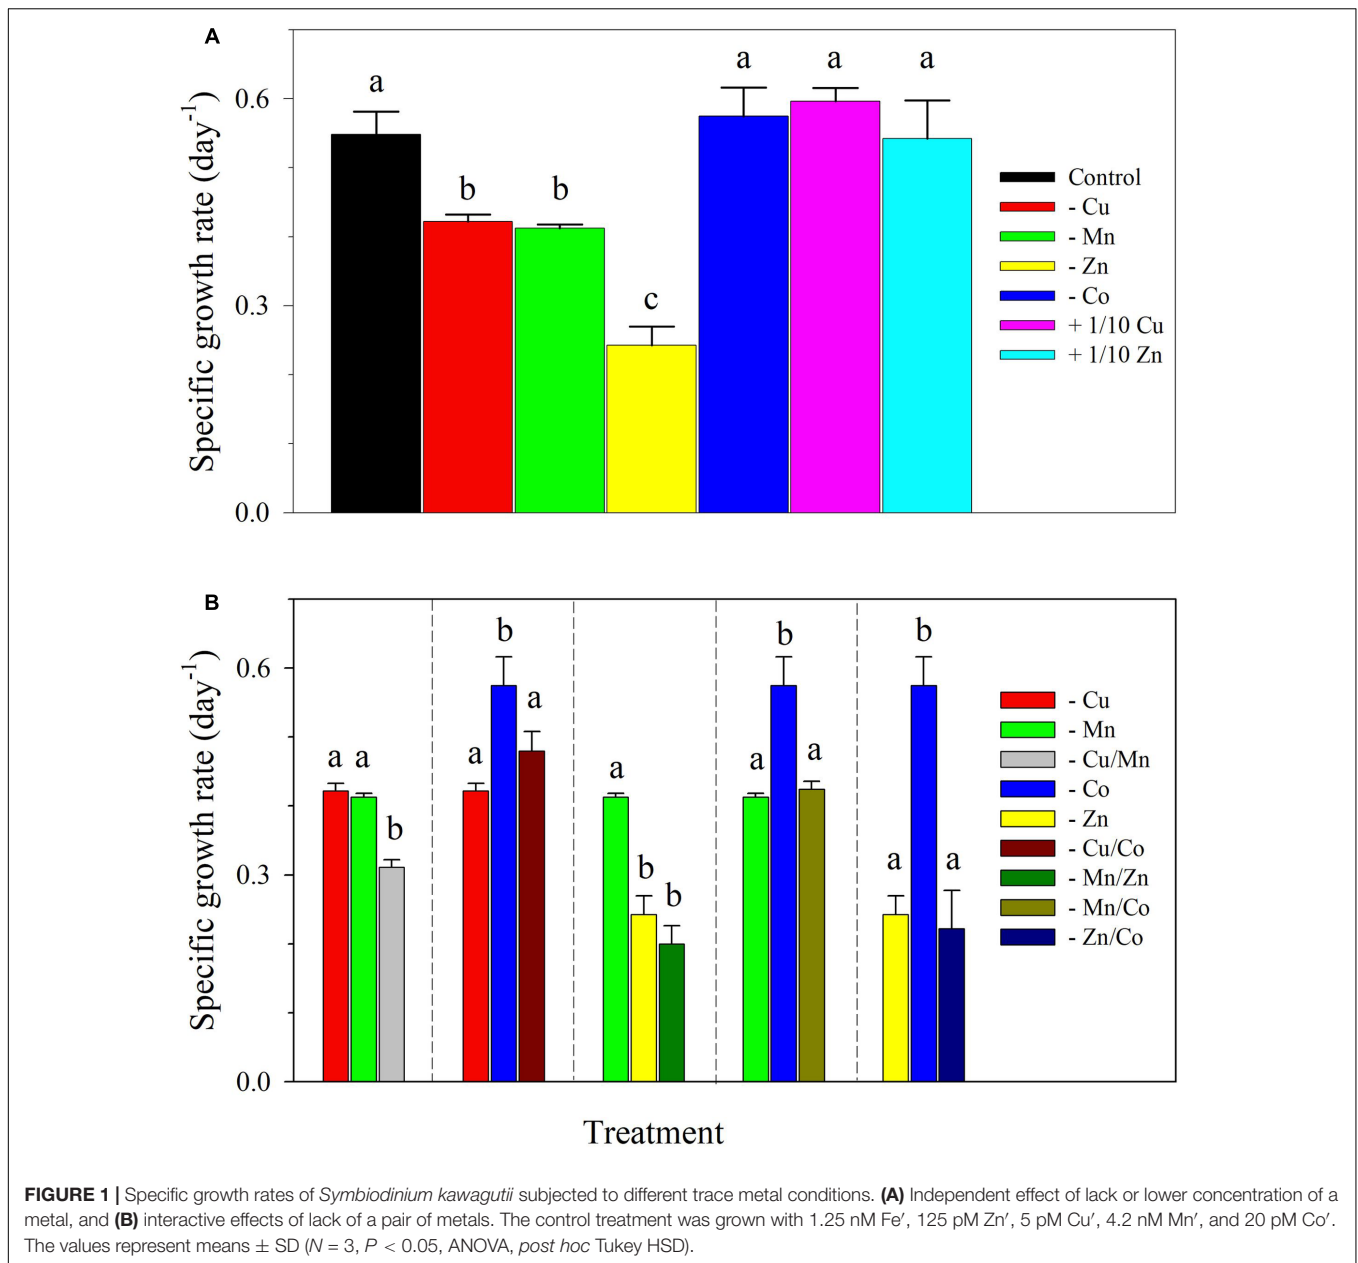 A
a
a
a
a
b
b
c
0.6
0.3
0.0
Specific growth rate (day-1)
Control
- Cu
- Mn
- Zn
- Co
+ 1/10 Cu
+ 1/10 Zn
B
b
b
b
a
a
a
a
a
a
a
b
b
b
a
a
0.6
0.3
0.0
Specific growth rate (day-1)
- Cu
- Mn
- Cu/Mn
- Co
- Zn
- Cu/Co
- Mn/Zn
- Mn/Co
- Zn/Co
Treatment
FIGURE 1 | Specific growth rates of Symbiodinium kawagutii subjected to different trace metal conditions. (A) Independent effect of lack or lower concentration of a
metal, and (B) interactive effects of lack of a pair of metals. The control treatment was grown with 1.25 nM Fe′, 125 pM Zn′, 5 pM Cu′, 4.2 nM Mn′, and 20 pM Co′.
The values represent means ± SD (N = 3, P < 0.05, ANOVA, post hoc Tukey HSD).